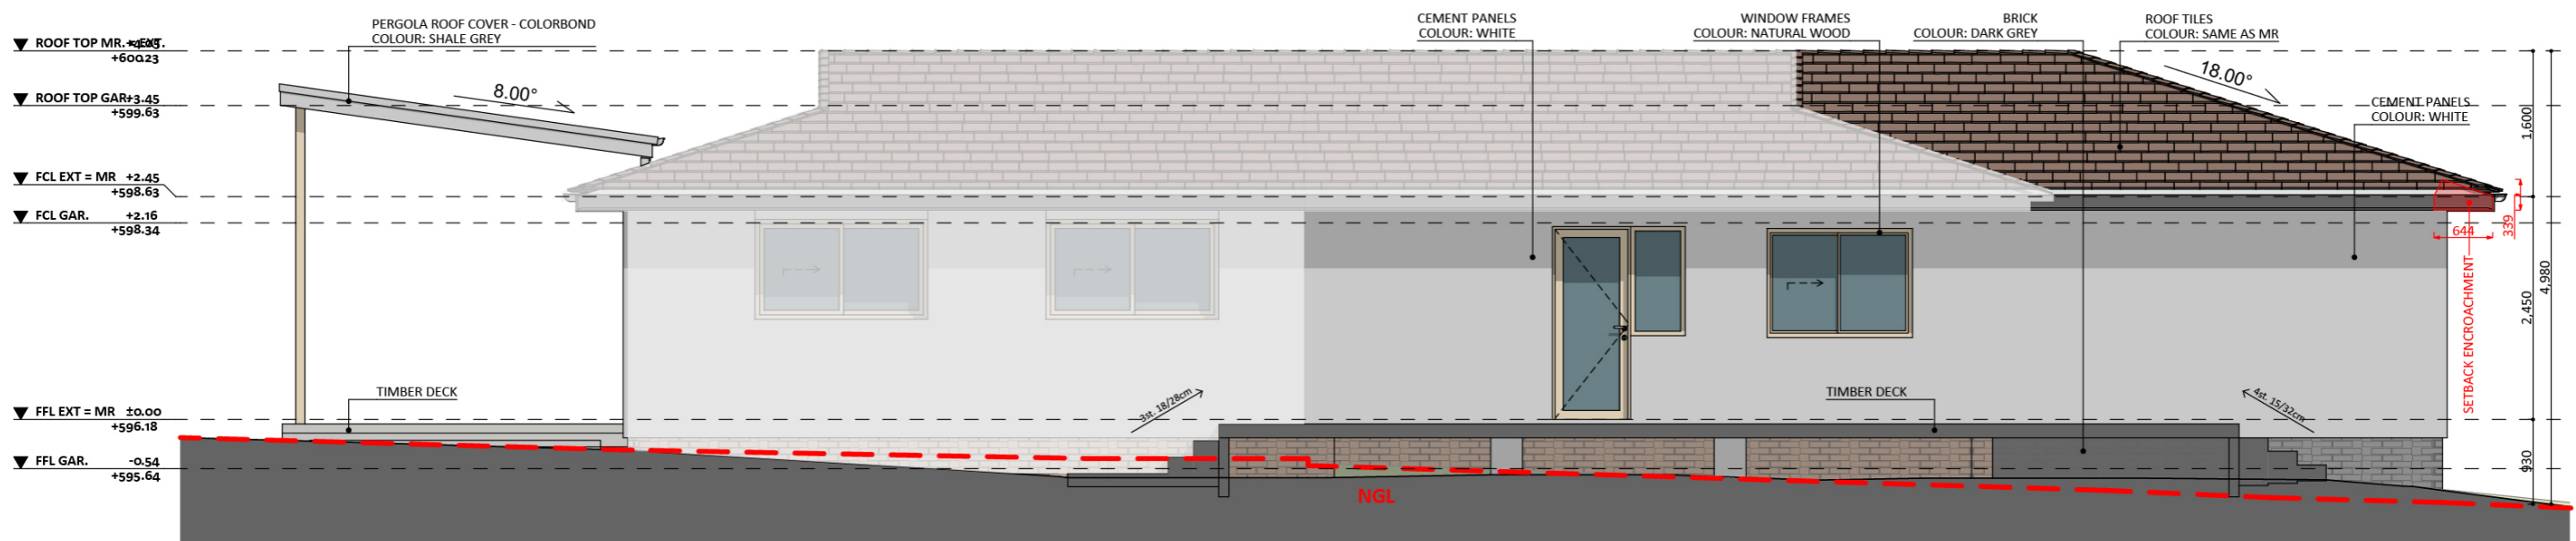 PERGOLA ROOF COVER - COLORBOND
COLOUR: SHALE GREY
CEMENT PANELS
COLOUR: WHITE
WINDOW FRAMES
COLOUR: NATURAL WOOD
BRICK
COLOUR: DARK GREY
ROOF TILES
COLOUR: SAME AS MR
ROOF TOP MR. = EXT.
+600.23
8.00°
18.00°
ROOF TOP GAR +3.45
+599.63
CEMENT PANELS
COLOUR: WHITE
1,600
FCL EXT = MR +2.45
+598.63
FCL GAR. +2.16
+598.34
644
339
SETBACK ENCROACHMENT
4,980
2,450
TIMBER DECK
3st. 18/28cm
TIMBER DECK
4st. 15/32cm
FFL EXT = MR ±0.00
+596.18
FFL GAR. -0.54
+595.64
NGL
930